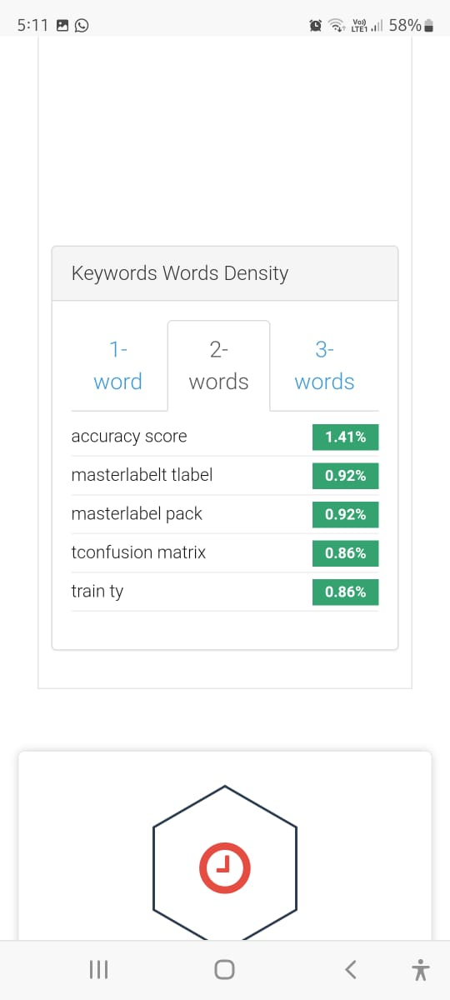 5:11 58%
Vo))
LTE1
Keywords Words Density
1-
word
2-
words
3-
words
accuracy score 1.41%
masterlabelt tlabel 0.92%
masterlabel pack 0.92%
tconfusion matrix 0.86%
train ty 0.86%